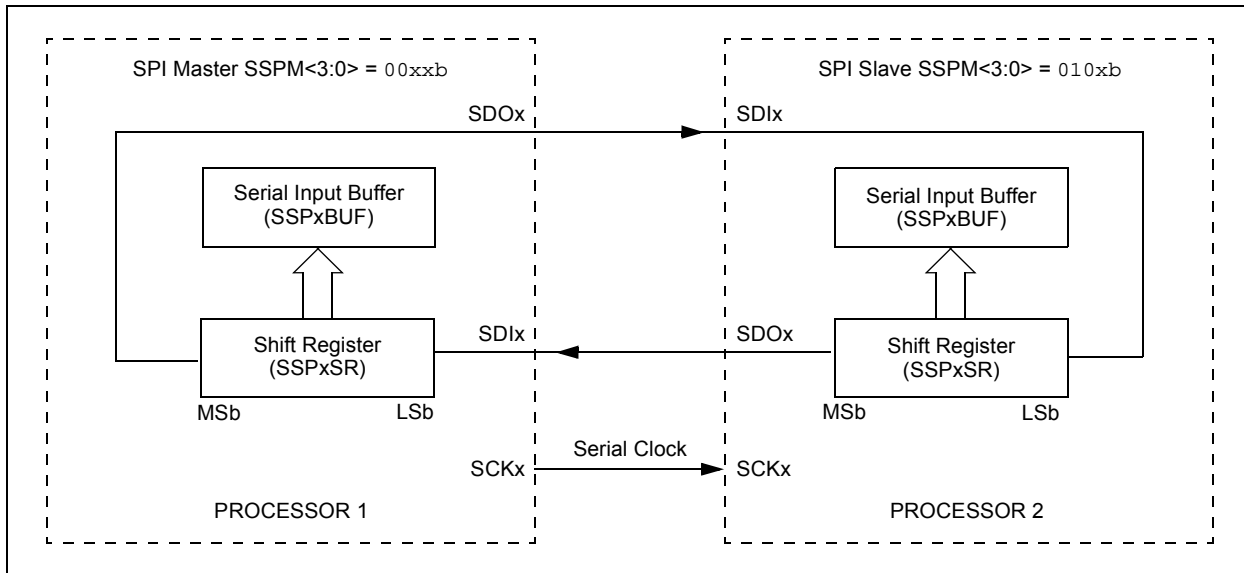 SPI Master SSPM<3:0> = 00xxb
SPI Slave SSPM<3:0> = 010xb
SDOx
SDIx
Serial Input Buffer
(SSPxBUF)
Serial Input Buffer
(SSPxBUF)
SDIx
SDOx
Shift Register
(SSPxSR)
Shift Register
(SSPxSR)
MSb
LSb
MSb
LSb
Serial Clock
SCKx
SCKx
PROCESSOR 1
PROCESSOR 2